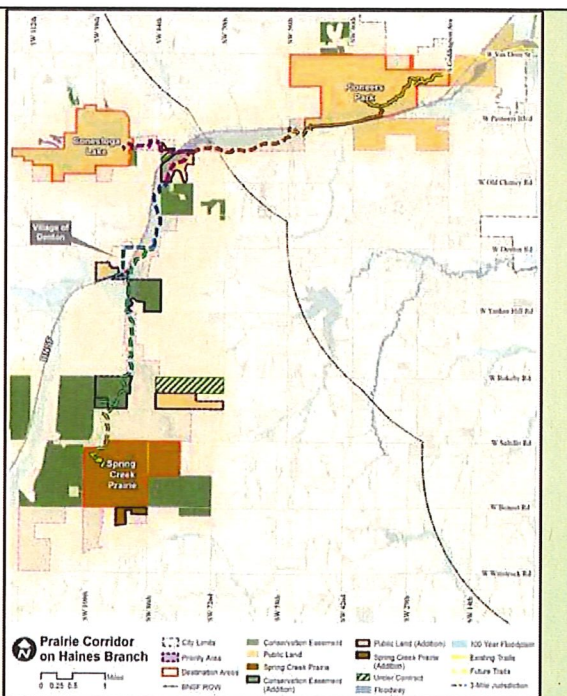 SW 112th
SW 98th
SW 84th
SW 70th
SW 56th
S Coddington Ave
W Van Dorn St
Pioneers
Park
W Pioneers Blvd
Conestoga
Lake
W Old Cheney Rd
Village of
Denton
W Denton Rd
W Yankee Hill Rd
BNSF
W Rokeby Rd
W Saltillo Rd
Spring
Creek
Prairie
W Bennet Rd
W Wittstruck Rd
SW 100th
SW 86th
SW 72nd
SW 58th
SW 42nd
SW 29th
SW 14th
Prairie Corridor
on Haines Branch
0 0.25 0.5 1 Miles
City Limits
Priority Area
Destination Areas
BNSF ROW
Conservation Easement
Public Land
Spring Creek Prairie
Conservation Easement
(Addition)
Public Land (Addition)
Spring Creek Prairie
(Addition)
Under Contract
Floodway
100 Year Floodplain
Existing Trails
Future Trails
3-Mile Jurisdiction